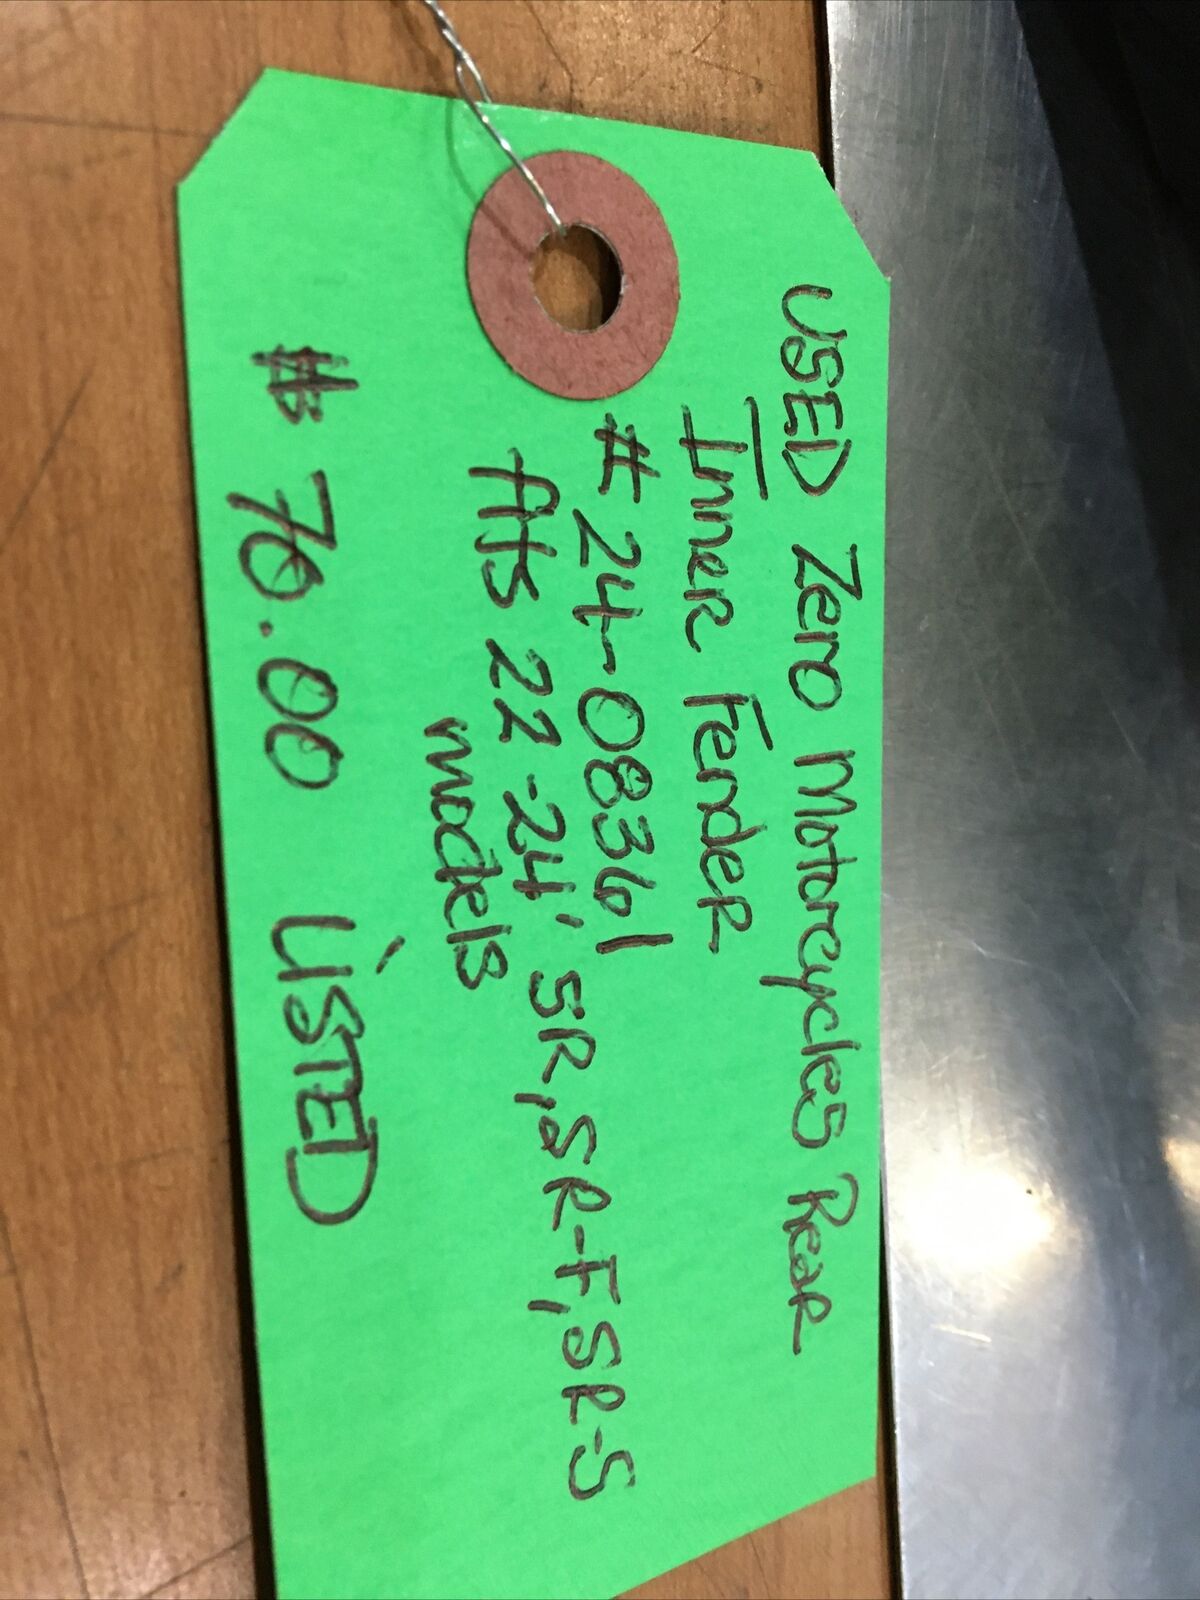 USED Zero Motorcycles Rear
Inner Fender
# 24-08361
fits 22-24' SR, SR-F, SR-S
models
$ 70.00 LISTED